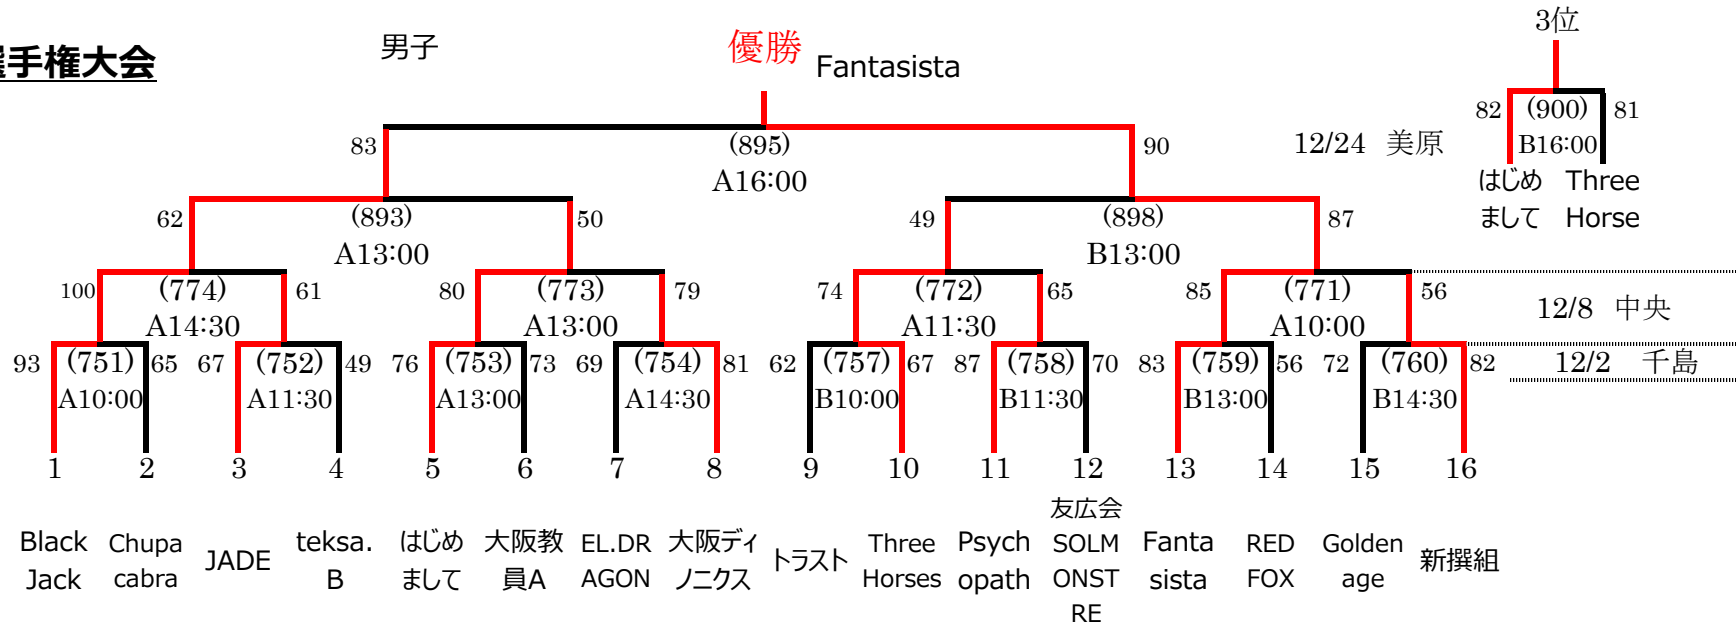 3位
選手権大会
男子
優勝
Fantasista
82 (900) 81
83 (895) 90
12/24 美原
B16:00
A16:00
はじめ Three
まして Horse
62 (893) 50 49 (898) 87
A13:00 B13:00
100 (774) 61 80 (773) 79 74 (772) 65 85 (771) 56
12/8 中央
A14:30 A13:00 A11:30 A10:00
93 (751) 65 67 (752) 49 76 (753) 73 69 (754) 81 62 (757) 67 87 (758) 70 83 (759) 56 72 (760) 82 12/2 千島
A10:00 A11:30 A13:00 A14:30 B10:00 B11:30 B13:00 B14:30
1 2 3 4 5 6 7 8 9 10 11 12 13 14 15 16
Black
Jack
Chupa
cabra
JADE
teksa.
B
はじめ
まして
大阪教
員A
EL.DR
AGON
大阪ディ
ノニクス
トラスト
Three
Horses
Psych
opath
友広会
SOLM
ONST
RE
Fanta
sista
RED
FOX
Golden
age
新撰組